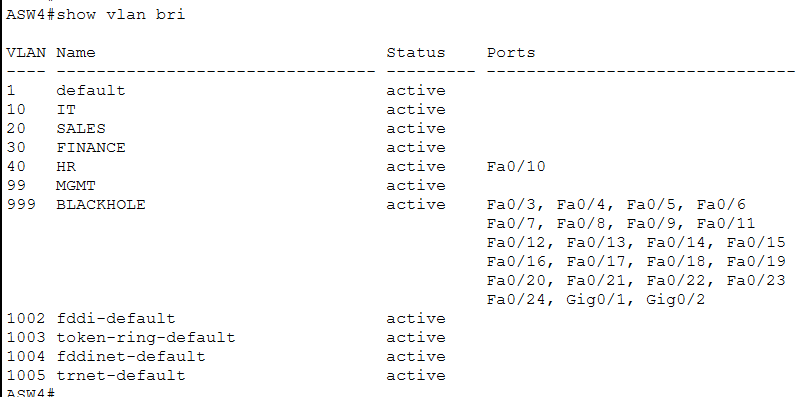 ASW4#show vlan bri
VLAN Name                             Status    Ports
---- -------------------------------- --------- -------------------------------
1    default                          active
10   IT                               active
20   SALES                            active
30   FINANCE                          active
40   HR                               active    Fa0/10
99   MGMT                             active
999  BLACKHOLE                        active    Fa0/3, Fa0/4, Fa0/5, Fa0/6
                                                Fa0/7, Fa0/8, Fa0/9, Fa0/11
                                                Fa0/12, Fa0/13, Fa0/14, Fa0/15
                                                Fa0/16, Fa0/17, Fa0/18, Fa0/19
                                                Fa0/20, Fa0/21, Fa0/22, Fa0/23
                                                Fa0/24, Gig0/1, Gig0/2
1002 fddi-default                     active
1003 token-ring-default               active
1004 fddinet-default                  active
1005 trnet-default                    active
ASW4#